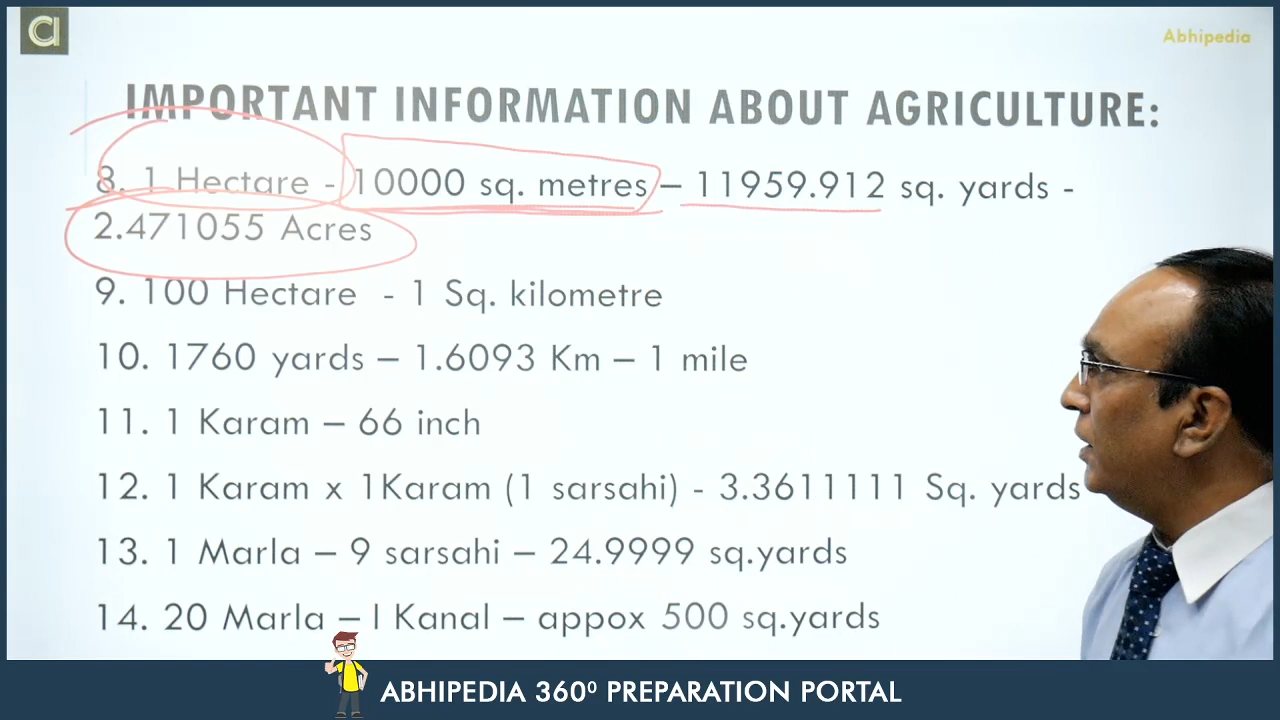 Abhipedia
IMPORTANT INFORMATION ABOUT AGRICULTURE:
8. 1 Hectare - 10000 sq. metres – 11959.912 sq. yards -
2.471055 Acres
9. 100 Hectare - 1 Sq. kilometre
10. 1760 yards – 1.6093 Km – 1 mile
11. 1 Karam – 66 inch
12. 1 Karam x 1Karam (1 sarsahi) - 3.3611111 Sq. yards
13. 1 Marla – 9 sarsahi – 24.9999 sq.yards
14. 20 Marla – I Kanal – appox 500 sq.yards
ABHIPEDIA 360⁰ PREPARATION PORTAL